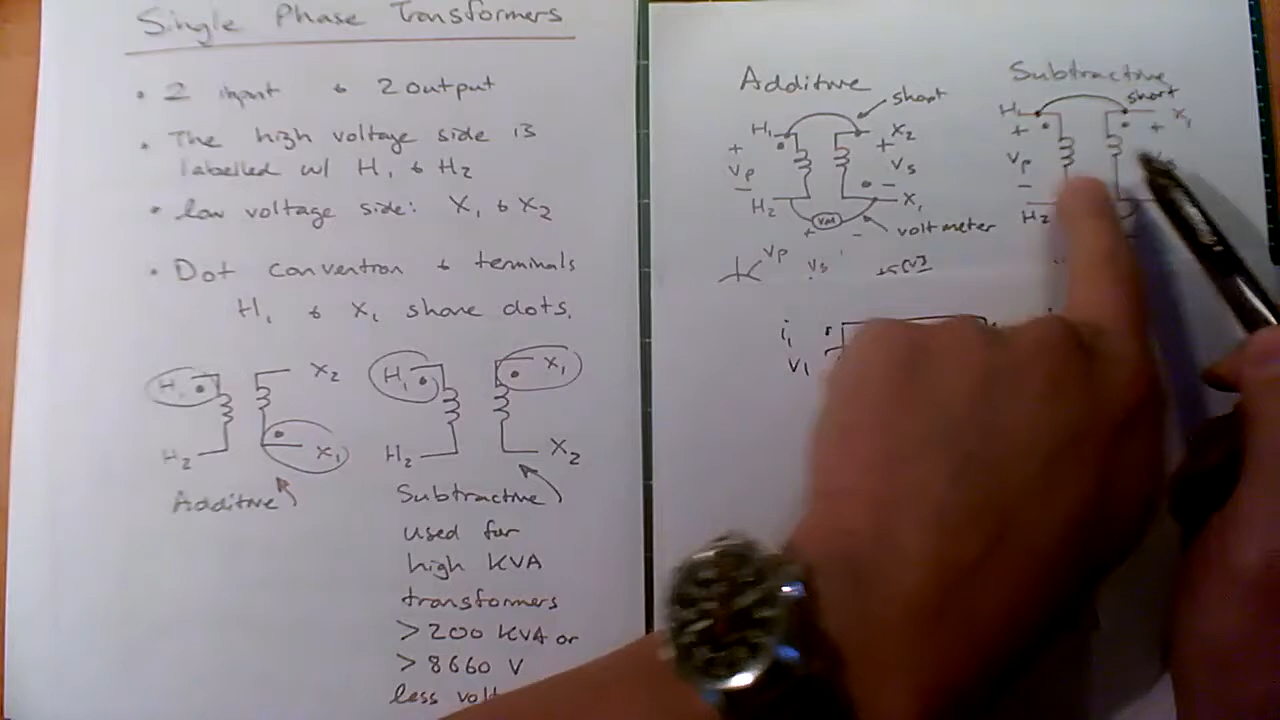 Single Phase Transformers
• 2 input & 2 output
• The high voltage side is
labelled w/ H1 & H2
• low voltage side: X1 & X2
• Dot convention & terminals
H1 & X1 share dots.
H1 X2
H2 X1
Additive
H1 X1
H2 X2
Subtractive
used for
high KVA
transformers
> 200 KVA or
> 8660 V
less
Additive
short
H1 X2
+ +
Vp Vs
- -
H2 X1
VM
+ -
voltmeter
Vp
Vs
Subtractive
short
H1 X1
+ +
Vp
-
H2
i1
V1